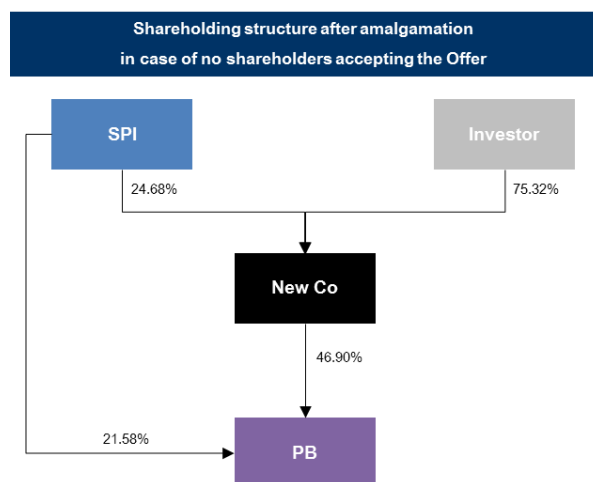 Shareholding structure after amalgamation
in case of no shareholders accepting the Offer
SPI
Investor
24.68%
75.32%
New Co
46.90%
21.58%
PB